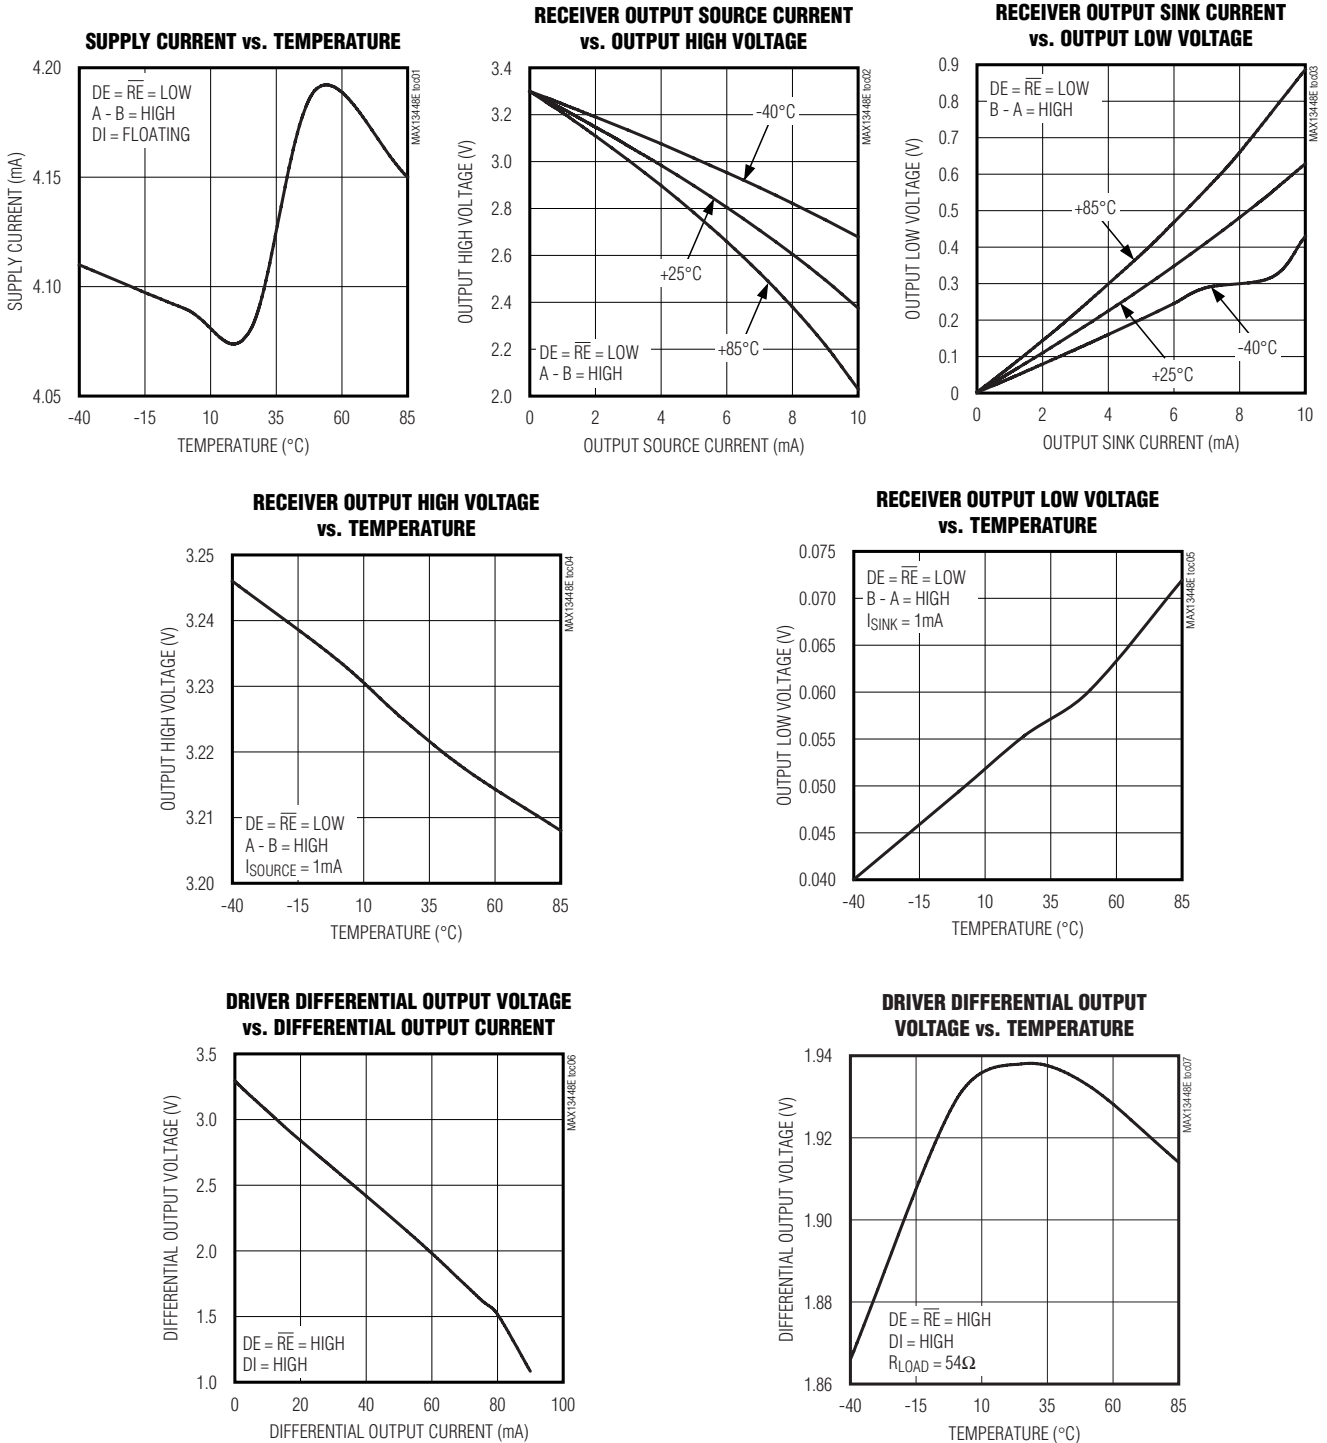 SUPPLY CURRENT vs. TEMPERATURE
SUPPLY CURRENT (mA)
4.20
4.15
4.10
4.05
DE = R̅E̅ = LOW
A - B = HIGH
DI = FLOATING
MAX13448E toc01
-40
-15
10
35
60
85
TEMPERATURE (°C)
RECEIVER OUTPUT SOURCE CURRENT
vs. OUTPUT HIGH VOLTAGE
OUTPUT HIGH VOLTAGE (V)
3.4
3.2
3.0
2.8
2.6
2.4
2.2
2.0
-40°C
+25°C
+85°C
DE = R̅E̅ = LOW
A - B = HIGH
MAX13448E toc02
0
2
4
6
8
10
OUTPUT SOURCE CURRENT (mA)
RECEIVER OUTPUT SINK CURRENT
vs. OUTPUT LOW VOLTAGE
OUTPUT LOW VOLTAGE (V)
0.9
0.8
0.7
0.6
0.5
0.4
0.3
0.2
0.1
0
DE = R̅E̅ = LOW
B - A = HIGH
+85°C
-40°C
+25°C
MAX13448E toc03
0
2
4
6
8
10
OUTPUT SINK CURRENT (mA)
RECEIVER OUTPUT HIGH VOLTAGE
vs. TEMPERATURE
OUTPUT HIGH VOLTAGE (V)
3.25
3.24
3.23
3.22
3.21
3.20
DE = R̅E̅ = LOW
A - B = HIGH
ISOURCE = 1mA
MAX13448E toc04
-40
-15
10
35
60
85
TEMPERATURE (°C)
RECEIVER OUTPUT LOW VOLTAGE
vs. TEMPERATURE
OUTPUT LOW VOLTAGE (V)
0.075
0.070
0.065
0.060
0.055
0.050
0.045
0.040
DE = R̅E̅ = LOW
B - A = HIGH
ISINK = 1mA
MAX13448E toc05
-40
-15
10
35
60
85
TEMPERATURE (°C)
DRIVER DIFFERENTIAL OUTPUT VOLTAGE
vs. DIFFERENTIAL OUTPUT CURRENT
DIFFERENTIAL OUTPUT VOLTAGE (V)
3.5
3.0
2.5
2.0
1.5
1.0
DE = R̅E̅ = HIGH
DI = HIGH
MAX13448E toc06
0
20
40
60
80
100
DIFFERENTIAL OUTPUT CURRENT (mA)
DRIVER DIFFERENTIAL OUTPUT
VOLTAGE vs. TEMPERATURE
DIFFERENTIAL OUTPUT VOLTAGE (V)
1.94
1.92
1.90
1.88
1.86
DE = R̅E̅ = HIGH
DI = HIGH
RLOAD = 54Ω
MAX13448E toc07
-40
-15
10
35
60
85
TEMPERATURE (°C)